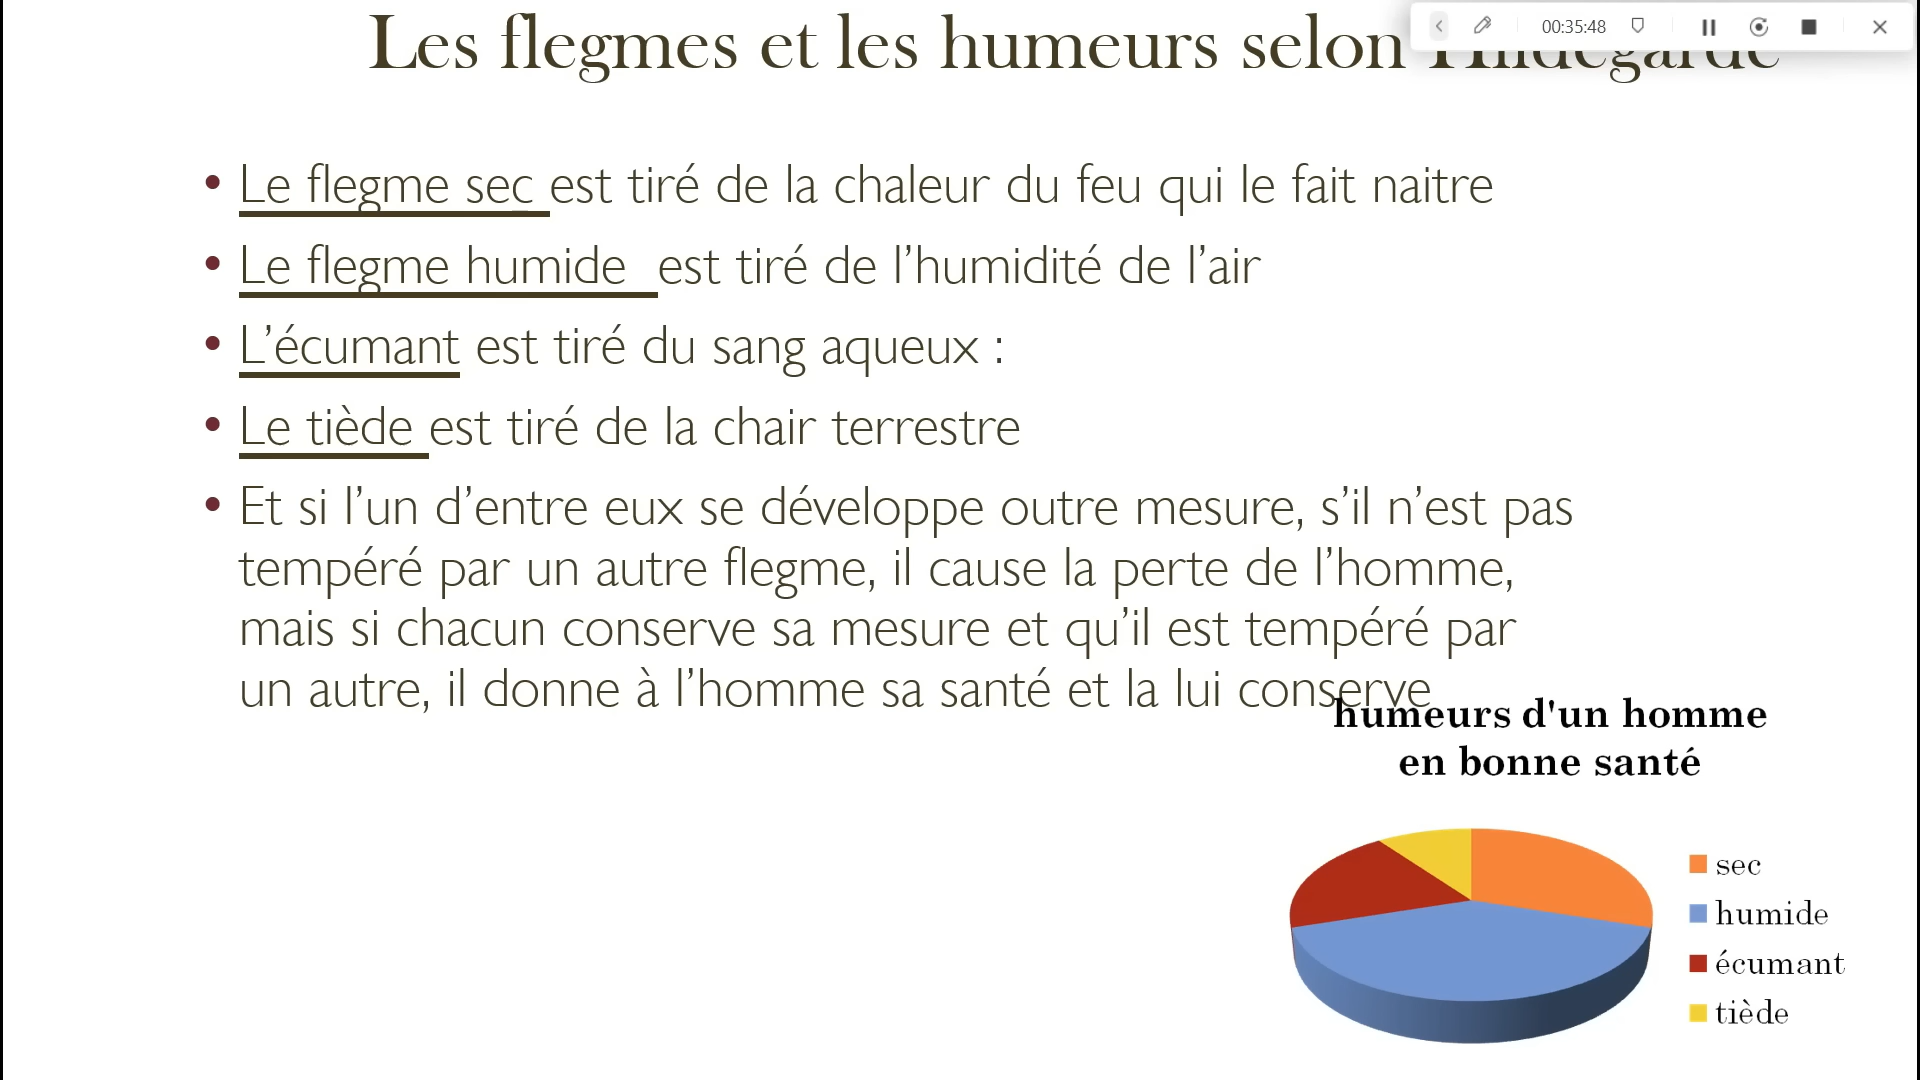 Les flegmes et les humeurs selon Hildegarde
00:35:48
• Le flegme sec est tiré de la chaleur du feu qui le fait naitre
• Le flegme humide est tiré de l’humidité de l’air
• L’écumant est tiré du sang aqueux :
• Le tiède est tiré de la chair terrestre
• Et si l’un d’entre eux se développe outre mesure, s’il n’est pas
tempéré par un autre flegme, il cause la perte de l’homme,
mais si chacun conserve sa mesure et qu’il est tempéré par
un autre, il donne à l’homme sa santé et la lui conserve
humeurs d'un homme
en bonne santé
sec
humide
écumant
tiède